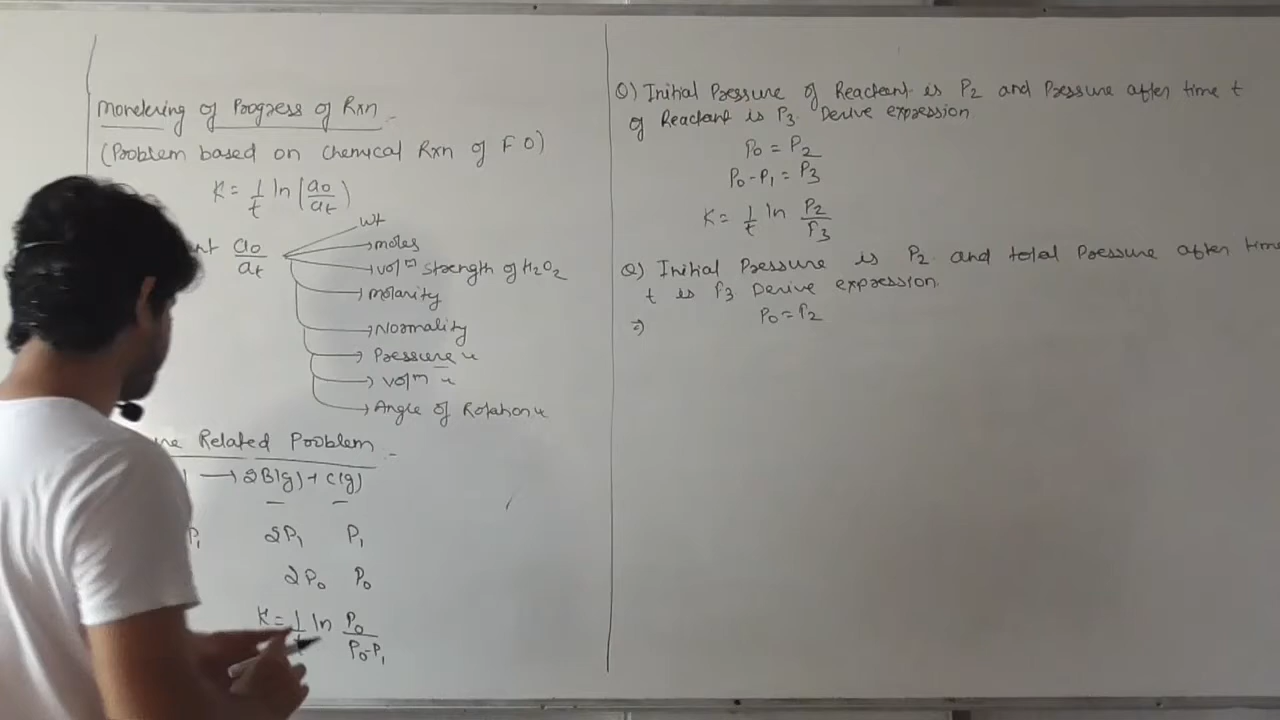 Monetering of Progress of Rxn
(Problem based on Chemical Rxn of F O)
K = 1/t ln (a0/at)
a0/at
wt
moles
vol^m strength of H2O2
molarity
Normality
Pressure
vol^m
Angle of Rotation
Related Problem
→ 2B(g) + C(g)
P1 2P1 P1
2P0 P0
K = 1/t ln P0/P0-P1
Q) Initial Pressure of Reactant is P2 and Pressure after time t
of Reactant is P3. Derive expression
P0 = P2
P0-P1 = P3
K = 1/t ln P2/P3
Q) Initial Pressure is P2 and total Pressure after time
t is P3 Derive expression.
⇒ P0 = P2